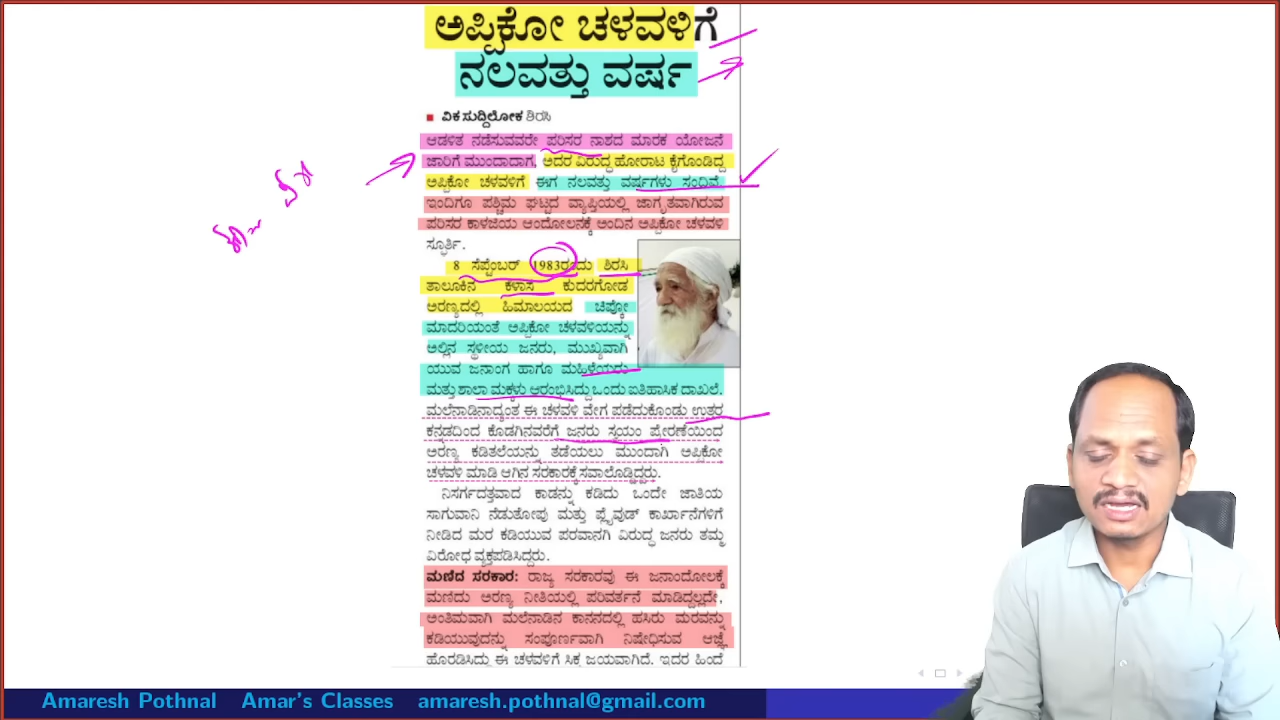 ಅಪ್ಪಿಕೋ ಚಳವಳಿಗೆ
ನಲವತ್ತು ವರ್ಷ
ವಿಕ ಸುದ್ದಿಲೋಕ ಶಿರಸಿ
ಆಡಳಿತ ನಡೆಸುವವರೇ ಪರಿಸರ ನಾಶದ ಮಾರಕ ಯೋಜನೆ
ಜಾರಿಗೆ ಮುಂದಾದಾಗ, ಅದರ ವಿರುದ್ಧ ಹೋರಾಟ ಕೈಗೊಂಡಿದ್ದ
ಅಪ್ಪಿಕೋ ಚಳವಳಿಗೆ ಈಗ ನಲವತ್ತು ವರ್ಷಗಳು ಸಂದಿವೆ.
ಇಂದಿಗೂ ಪಶ್ಚಿಮ ಘಟ್ಟದ ವ್ಯಾಪ್ತಿಯಲ್ಲಿ ಜಾಗೃತವಾಗಿರುವ
ಪರಿಸರ ಕಾಳಜಿಯ ಆಂದೋಲನಕ್ಕೆ ಅಂದಿನ ಅಪ್ಪಿಕೋ ಚಳವಳಿ
ಸ್ಫೂರ್ತಿ.
8 ಸೆಪ್ಟೆಂಬರ್ 1983ರಂದು ಶಿರಸಿ
ತಾಲೂಕಿನ ಕಳಾಸೆ ಕುದರಗೋಡ
ಅರಣ್ಯದಲ್ಲಿ ಹಿಮಾಲಯದ ಚಿಪ್ಕೋ
ಮಾದರಿಯಂತೆ ಅಪ್ಪಿಕೋ ಚಳವಳಿಯನ್ನು
ಅಲ್ಲಿನ ಸ್ಥಳೀಯ ಜನರು, ಮುಖ್ಯವಾಗಿ
ಯುವ ಜನಾಂಗ ಹಾಗೂ ಮಹಿಳೆಯರು
ಮತ್ತು ಶಾಲಾ ಮಕ್ಕಳು ಆರಂಭಿಸಿದ್ದು ಒಂದು ಐತಿಹಾಸಿಕ ದಾಖಲೆ.
ಮಲೆನಾಡಿನಾದ್ಯಂತ ಈ ಚಳವಳಿ ವೇಗ ಪಡೆದುಕೊಂಡು ಉತ್ತರ
ಕನ್ನಡದಿಂದ ಕೊಡಗಿನವರೆಗೆ ಜನರು ಸ್ವಯಂ ಪ್ರೇರಣೆಯಿಂದ
ಅರಣ್ಯ ಕಡಿತಲೆಯನ್ನು ತಡೆಯಲು ಮುಂದಾಗಿ ಅಪ್ಪಿಕೋ
ಚಳವಳಿ ಮಾಡಿ ಆಗಿನ ಸರಕಾರಕ್ಕೆ ಸವಾಲೊಡ್ಡಿದ್ದರು.
ನಿಸರ್ಗದತ್ತವಾದ ಕಾಡನ್ನು ಕಡಿದು ಒಂದೇ ಜಾತಿಯ
ಸಾಗುವಾನಿ ನೆಡುತೋಪು ಮತ್ತು ಪ್ಲೈವುಡ್ ಕಾರ್ಖಾನೆಗಳಿಗೆ
ನೀಡಿದ ಮರ ಕಡಿಯುವ ಪರವಾನಗಿ ವಿರುದ್ಧ ಜನರು ತಮ್ಮ
ವಿರೋಧ ವ್ಯಕ್ತಪಡಿಸಿದ್ದರು.
ಮಣಿದ ಸರಕಾರ: ರಾಜ್ಯ ಸರಕಾರವು ಈ ಜನಾಂದೋಲನಕ್ಕೆ
ಮಣಿದು ಅರಣ್ಯ ನೀತಿಯಲ್ಲಿ ಪರಿವರ್ತನೆ ಮಾಡಿದ್ದಲ್ಲದೇ,
ಅಂತಿಮವಾಗಿ ಮಲೆನಾಡಿನ ಕಾನನದಲ್ಲಿ ಹಸಿರು ಮರವನ್ನು
ಕಡಿಯುವುದನ್ನು ಸಂಪೂರ್ಣವಾಗಿ ನಿಷೇಧಿಸುವ ಆಜ್ಞೆ
ಹೊರಡಿಸಿದ್ದು ಈ ಚಳವಳಿಗೆ ಸಿಕ್ಕ ಜಯವಾಗಿದೆ. ಇದರ ಹಿಂದೆ
Amaresh Pothnal Amar's Classes amaresh.pothnal@gmail.com